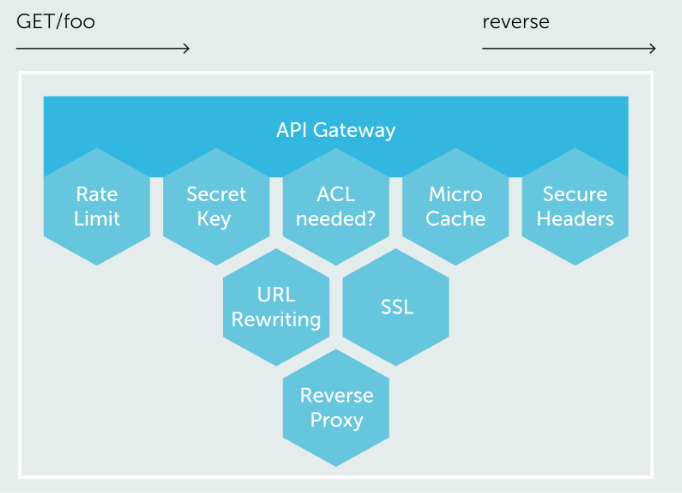 GET/foo
reverse
API Gateway
Rate
Limit
Secret
Key
ACL
needed?
Micro
Cache
Secure
Headers
URL
Rewriting
SSL
Reverse
Proxy